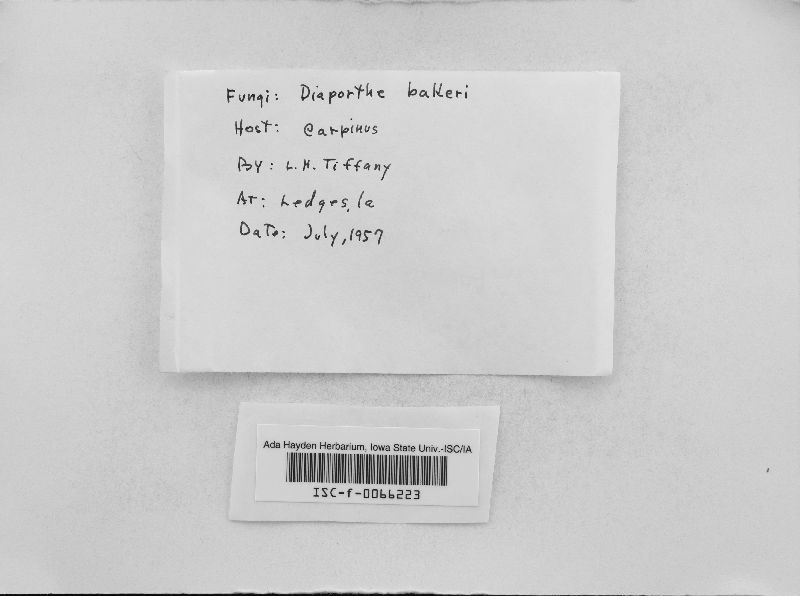 Fungi: Diaporthe bakeri
Host: Carpinus
By: L.H. Tiffany
At: Ledges, Ia
Date: July, 1957
Ada Hayden Herbarium, Iowa State Univ.-ISC/IA
ISC-f-0066223